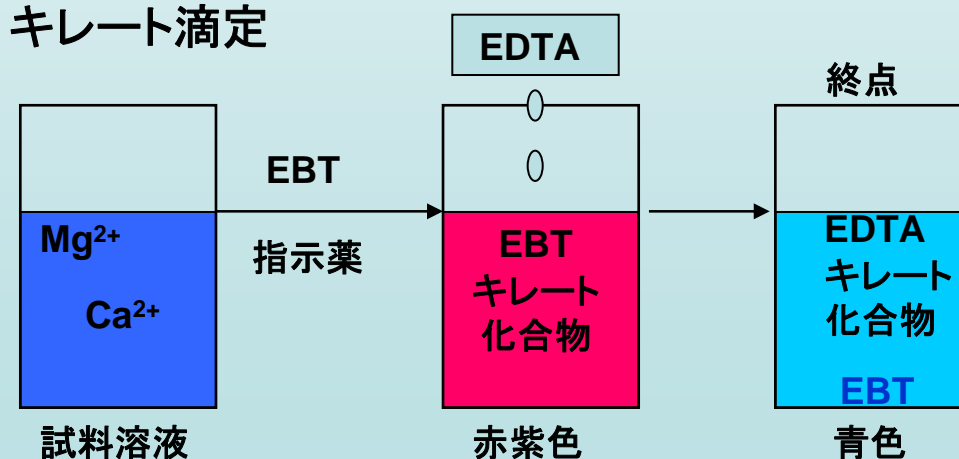 キレート滴定
EDTA
終点
EBT
指示薬
Mg²⁺
Ca²⁺
EBT
キレート
化合物
EDTA
キレート
化合物
EBT
試料溶液
赤紫色
青色